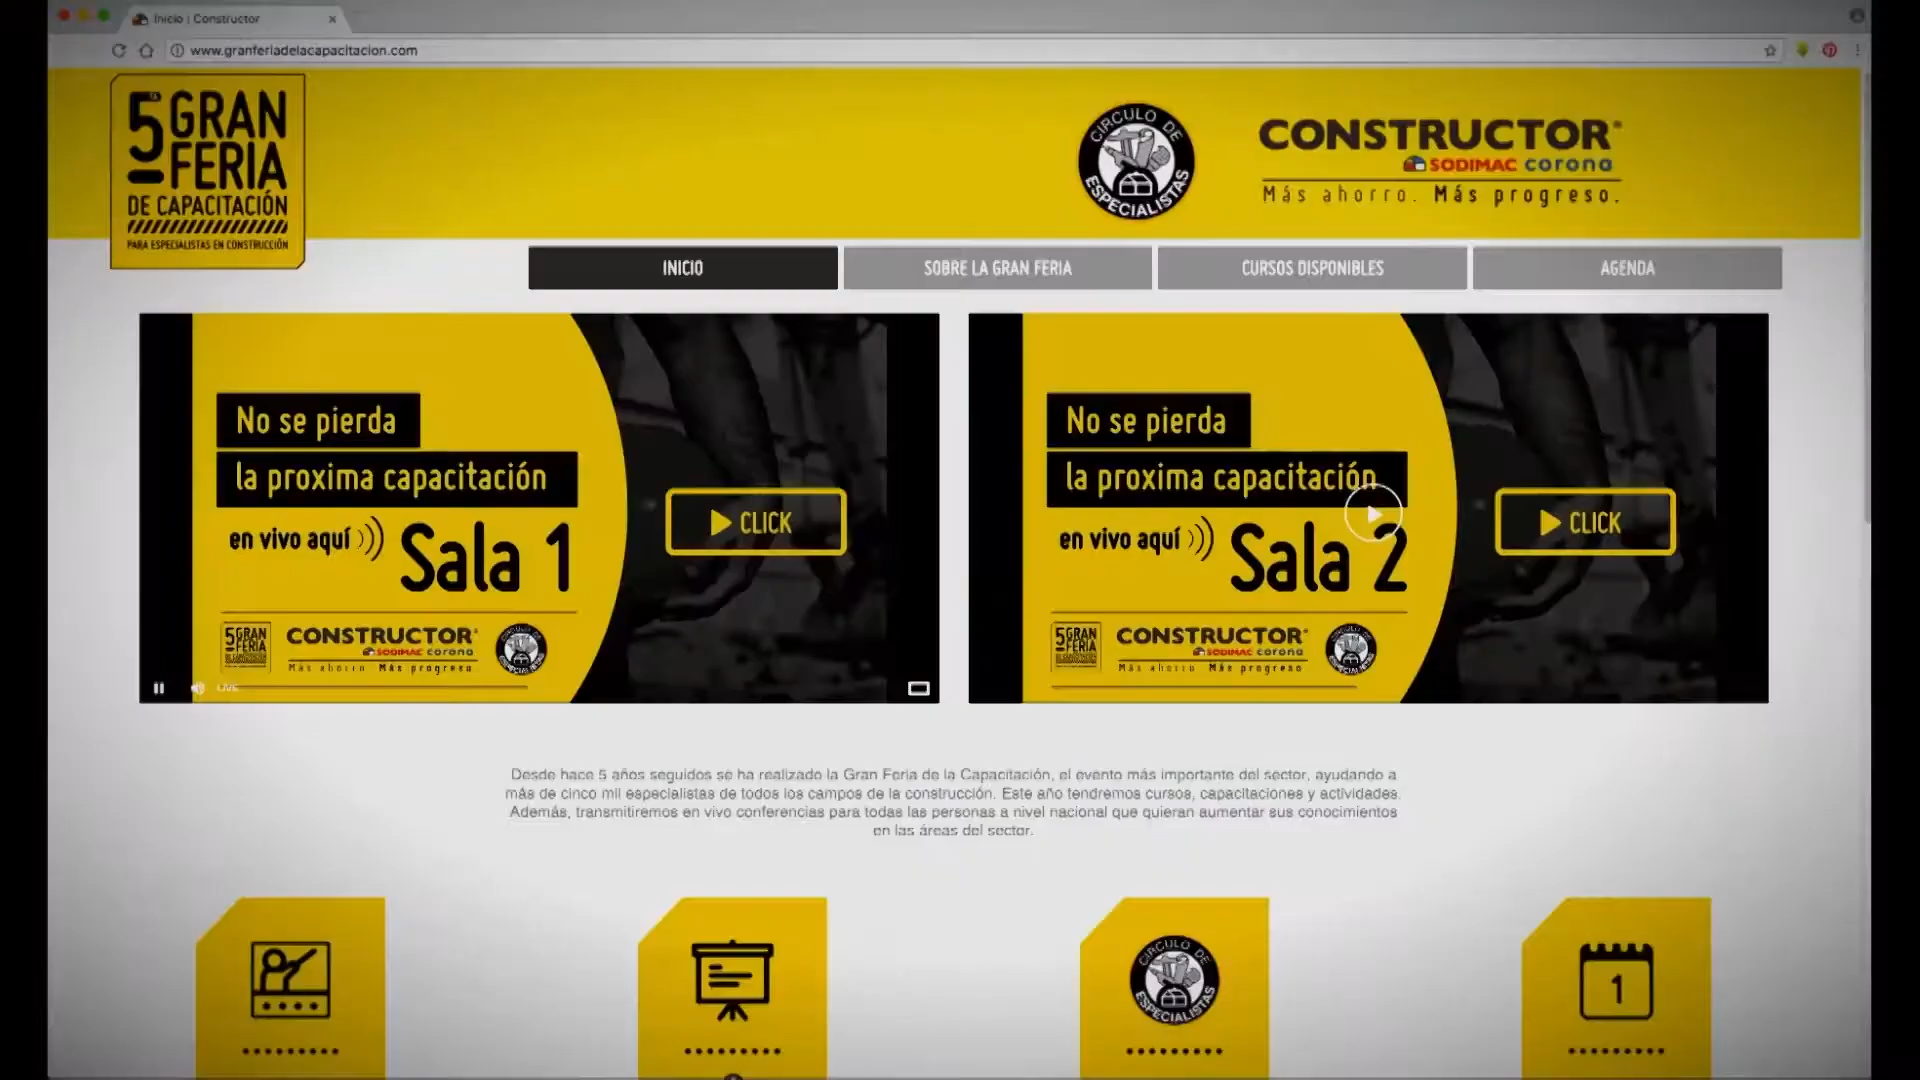 Inicio | Constructor
www.granferiadelacapacitacion.com
5ª GRAN
FERIA
DE CAPACITACIÓN
PARA ESPECIALISTAS EN CONSTRUCCIÓN
CIRCULO DE
ESPECIALISTAS
CONSTRUCTOR®
SODIMAC corona
Más ahorro. Más progreso.
INICIO
SOBRE LA GRAN FERIA
CURSOS DISPONIBLES
AGENDA
No se pierda
la proxima capacitación
en vivo aquí
Sala 1
CLICK
5 GRAN
FERIA
CONSTRUCTOR®
SODIMAC corona
Más ahorro Más progreso
LIVE
No se pierda
la proxima capacitación
en vivo aquí
Sala 2
CLICK
5 GRAN
FERIA
CONSTRUCTOR®
SODIMAC corona
Más ahorro Más progreso
Desde hace 5 años seguidos se ha realizado la Gran Feria de la Capacitación, el evento más importante del sector, ayudando a
más de cinco mil especialistas de todos los campos de la construcción. Este año tendremos cursos, capacitaciones y actividades.
Además, transmitiremos en vivo conferencias para todas las personas a nivel nacional que quieran aumentar sus conocimientos
en las áreas del sector.
CIRCULO DE
ESPECIALISTAS
1